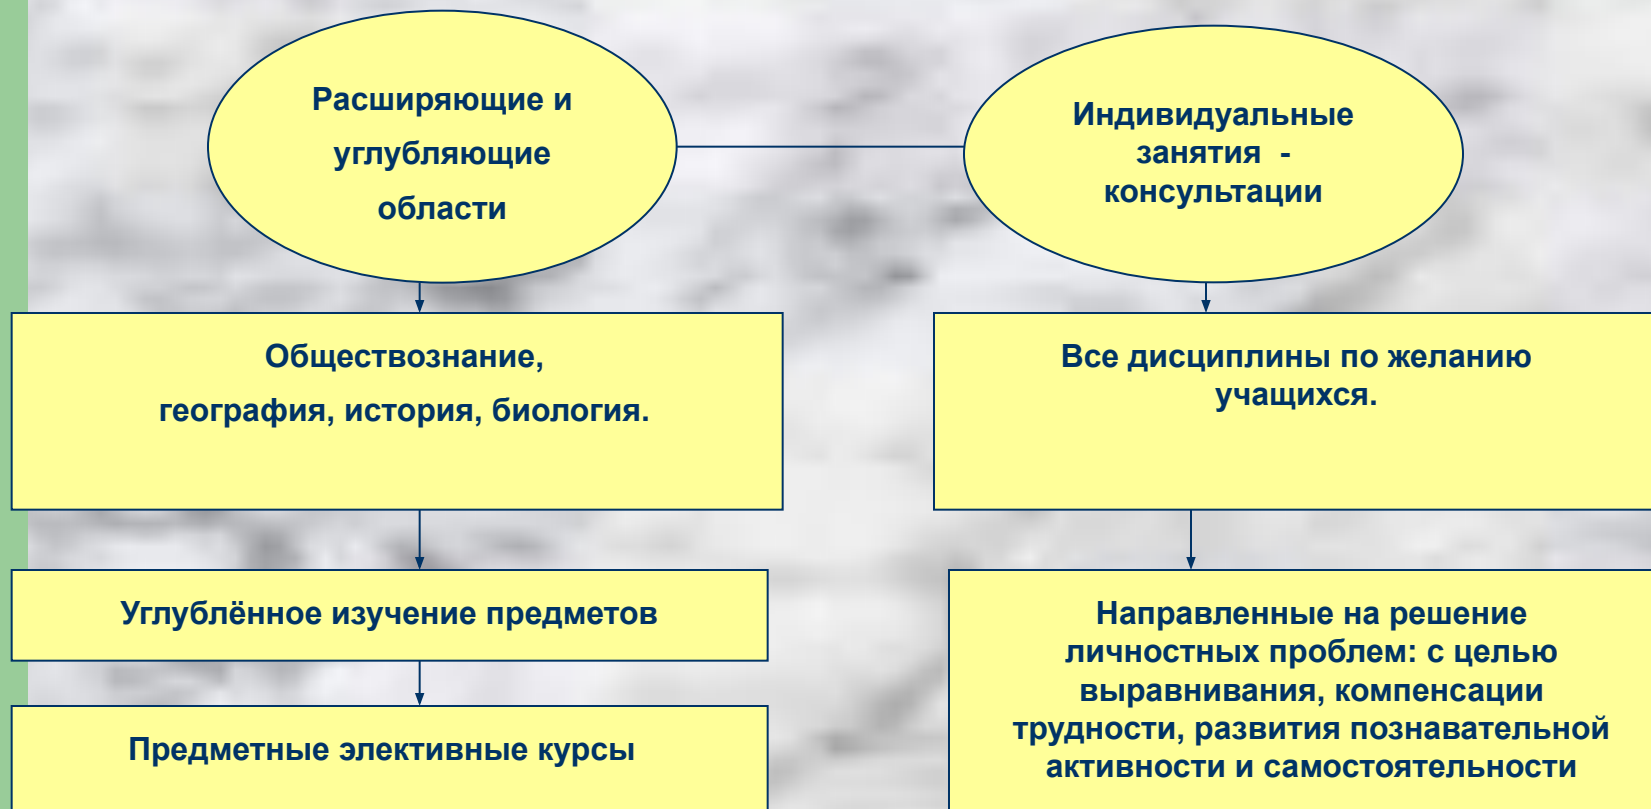 Расширяющие и
углубляющие
области
Индивидуальные
занятия  -
консультации
Обществознание,
география, история, биология.
Все дисциплины по желанию
учащихся.
Углублённое изучение предметов
Предметные элективные курсы
Направленные на решение
личностных проблем: с целью
выравнивания, компенсации
трудности, развития познавательной
активности и самостоятельности